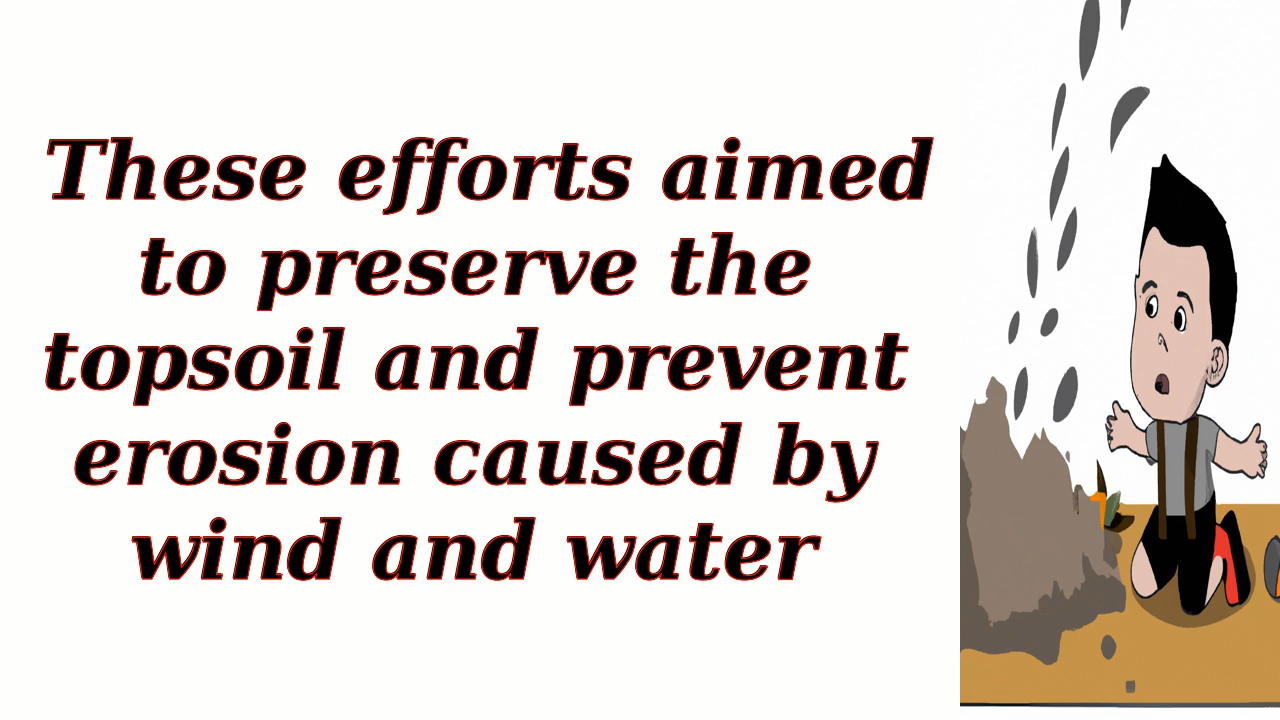 These efforts aimed
to preserve the
topsoil and prevent
erosion caused by
wind and water